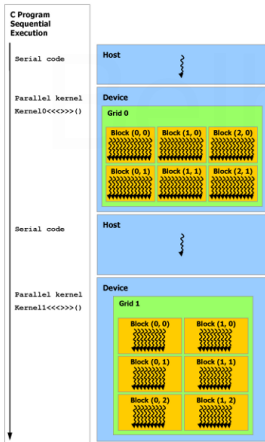 C Program
Sequential
Execution
Serial code
Host
Parallel kernel
Kernel0<<<>>>()
Device
Grid 0
Block (0, 0) Block (1, 0) Block (2, 0)
Block (0, 1) Block (1, 1) Block (2, 1)
Serial code
Host
Parallel kernel
Kernel1<<<>>>()
Device
Grid 1
Block (0, 0) Block (1, 0)
Block (0, 1) Block (1, 1)
Block (0, 2) Block (1, 2)